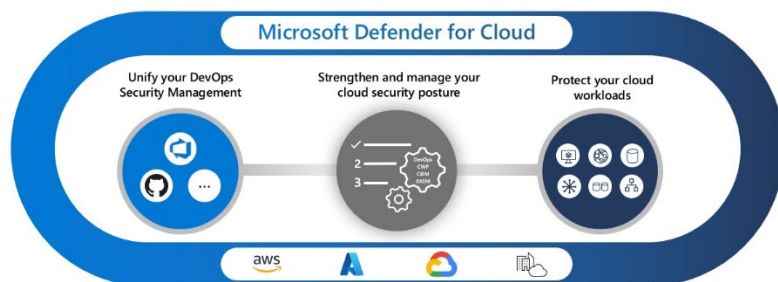 Microsoft Defender for Cloud
Unify your DevOps
Security Management
Strengthen and manage your
cloud security posture
Protect your cloud
workloads
2
3
DevOps
CWP
CIEM
EASM
...
aws